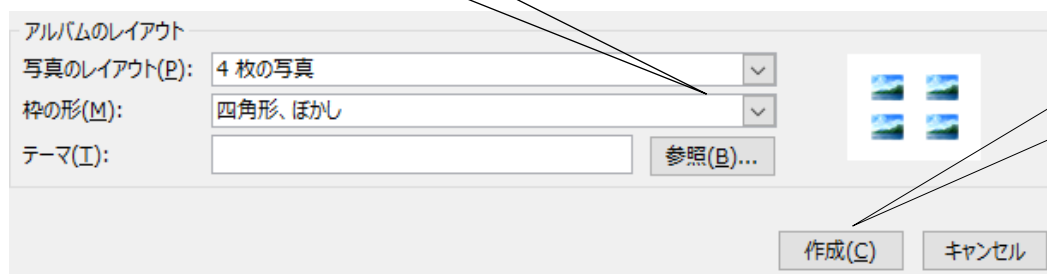 アルバムのレイアウト
写真のレイアウト(P): 4 枚の写真
枠の形(M): 四角形、ぼかし
テーマ(T): 参照(B)...
作成(C) キャンセル